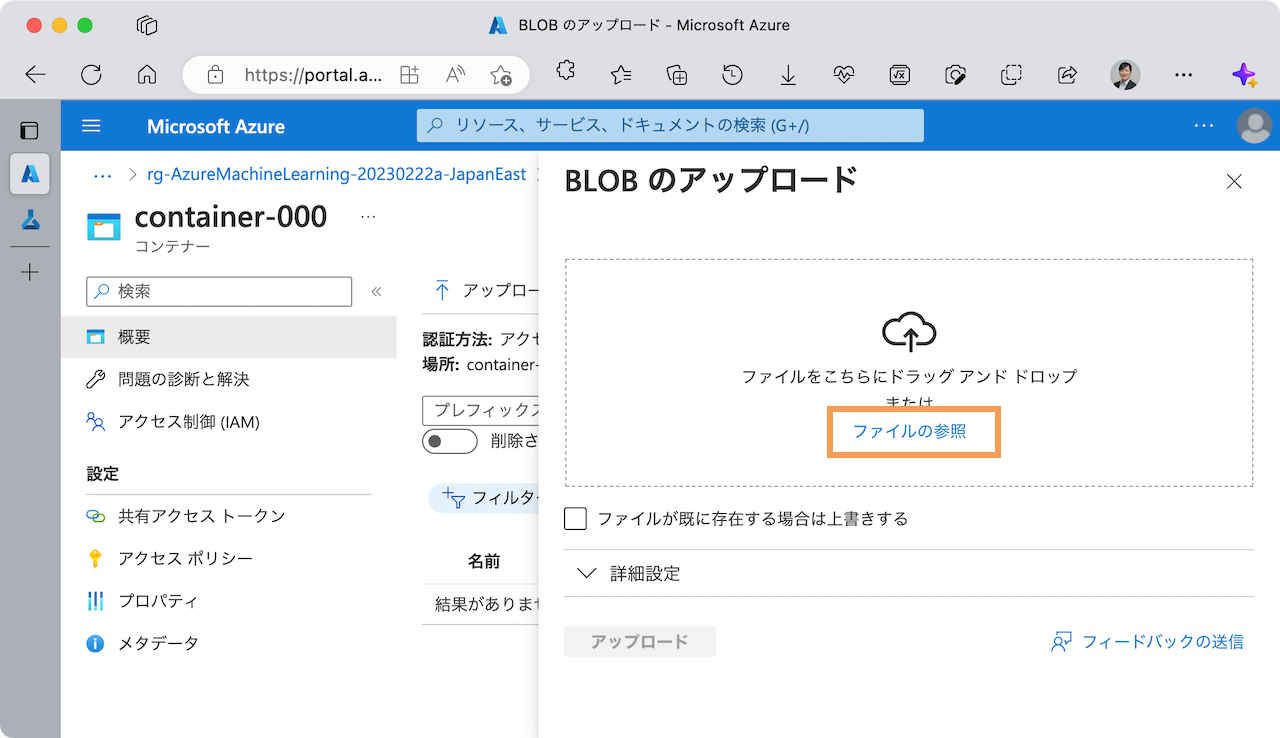 BLOB のアップロード - Microsoft Azure
https://portal.a...
Microsoft Azure
リソース、サービス、ドキュメントの検索 (G+/)
rg-AzureMachineLearning-20230222a-JapanEast
container-000
コンテナー
検索
概要
問題の診断と解決
アクセス制御 (IAM)
設定
共有アクセス トークン
アクセス ポリシー
プロパティ
メタデータ
アップロー
認証方法: アクセ
場所: container-
プレフィックス
削除さ
フィルター
名前
結果がありませ
BLOB のアップロード
ファイルをこちらにドラッグ アンド ドロップ
または
ファイルの参照
ファイルが既に存在する場合は上書きする
詳細設定
アップロード
フィードバックの送信